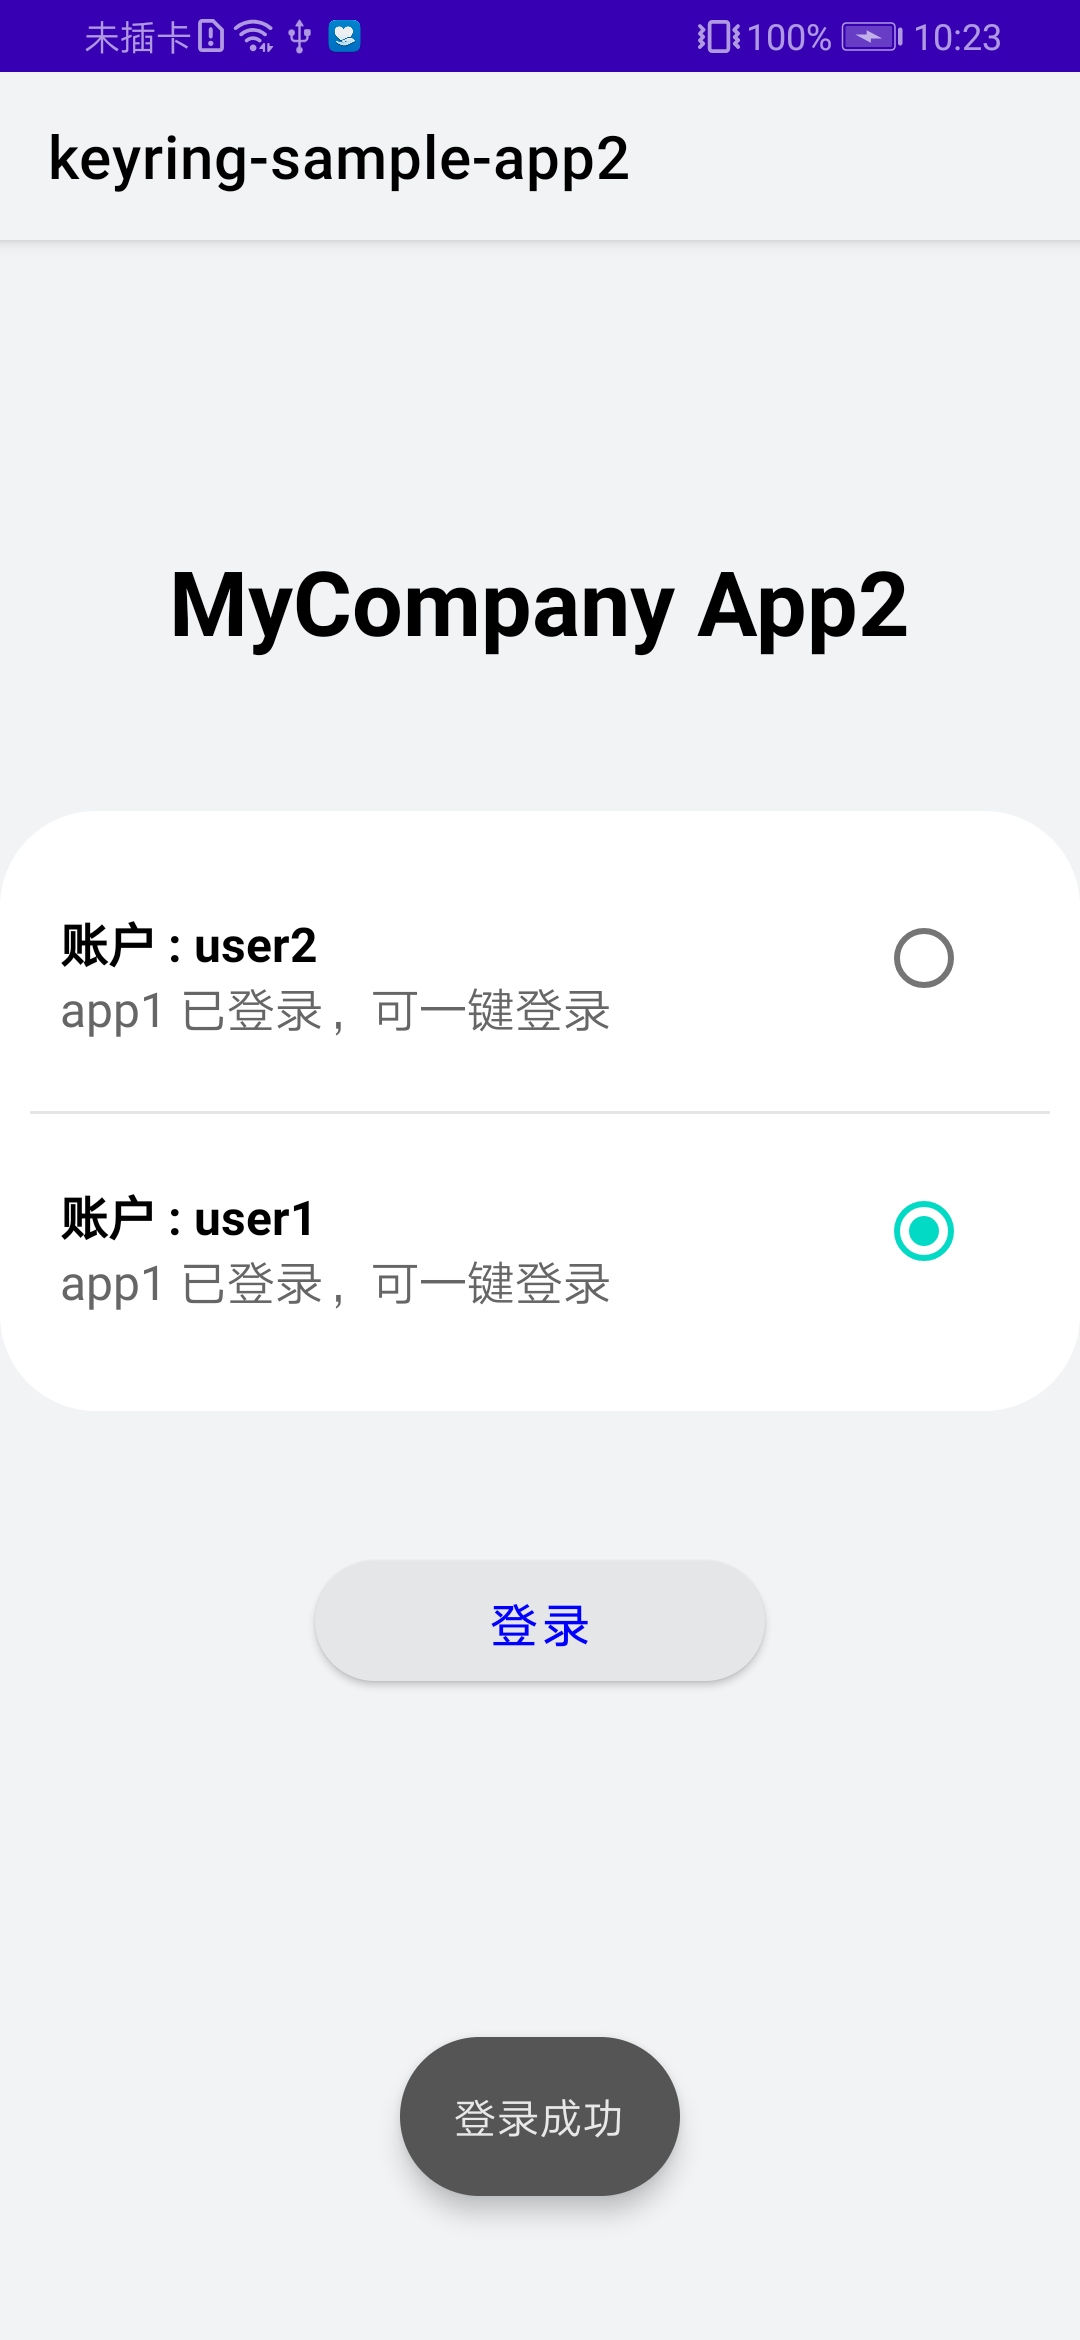 未插卡 100% 10:23
keyring-sample-app2
MyCompany App2
账户 : user2
app1 已登录，可一键登录
账户 : user1
app1 已登录，可一键登录
登录
登录成功